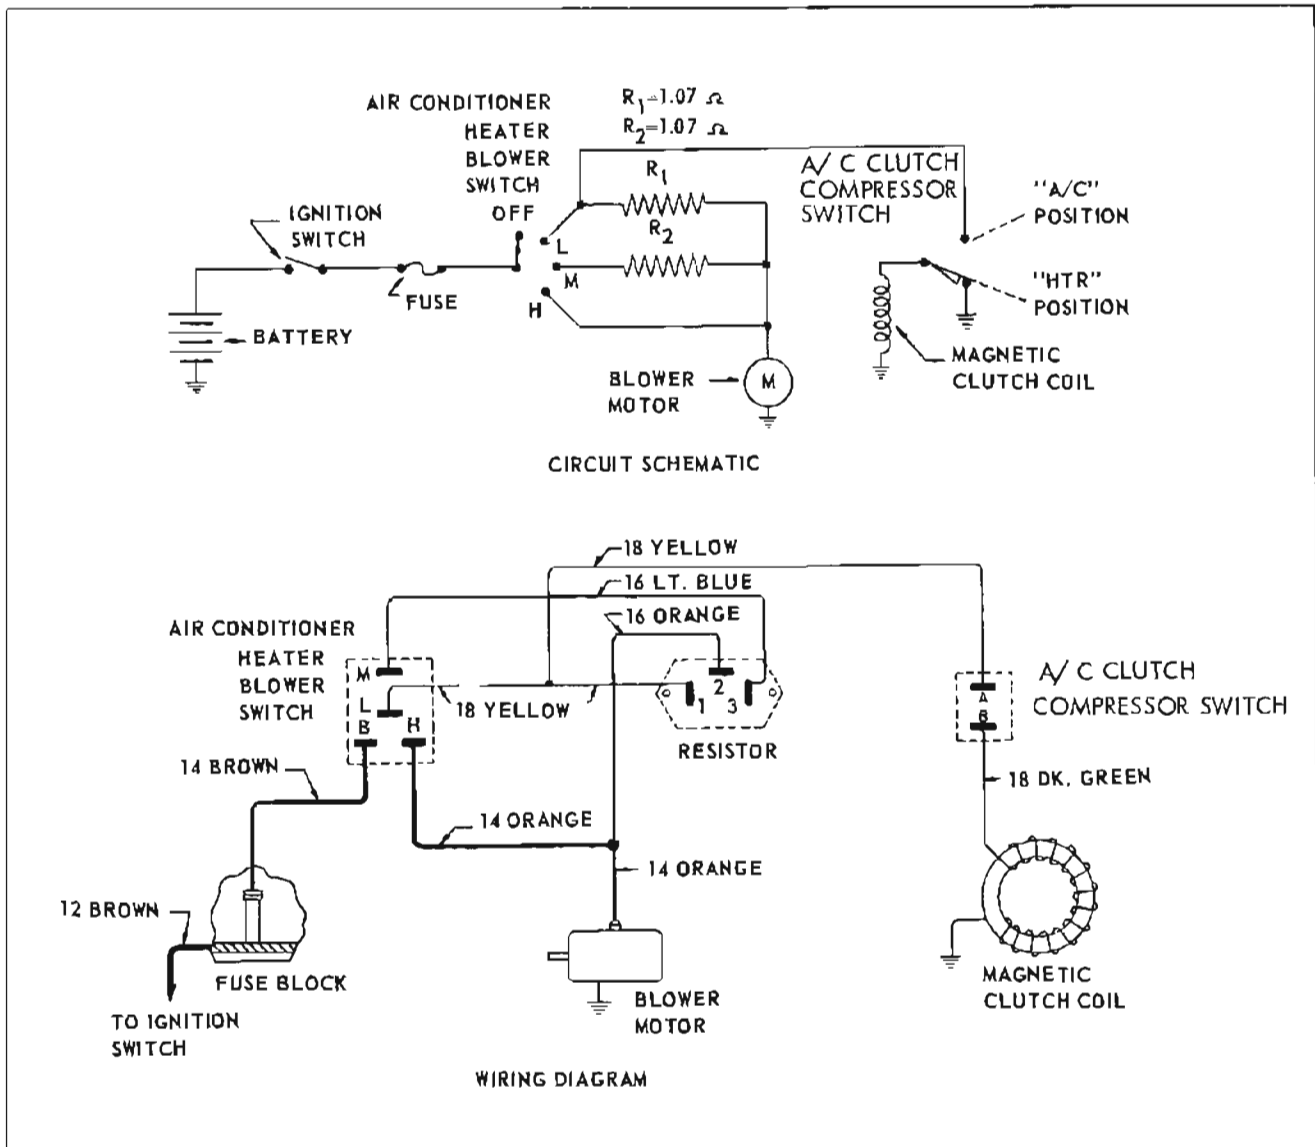 AIR CONDITIONER
HEATER
BLOWER
SWITCH
OFF
R1=1.07 Ω
R2=1.07 Ω
R1
R2
A/C CLUTCH
COMPRESSOR
SWITCH
"A/C"
POSITION
IGNITION
SWITCH
L
M
H
FUSE
"HTR"
POSITION
BATTERY
BLOWER
MOTOR
M
MAGNETIC
CLUTCH COIL
CIRCUIT SCHEMATIC
18 YELLOW
16 LT. BLUE
16 ORANGE
AIR CONDITIONER
HEATER
BLOWER
SWITCH
M
L
B
H
18 YELLOW
1
2
3
RESISTOR
A/C CLUTCH
COMPRESSOR SWITCH
A
B
14 BROWN
18 DK. GREEN
14 ORANGE
14 ORANGE
12 BROWN
FUSE BLOCK
TO IGNITION
SWITCH
BLOWER
MOTOR
MAGNETIC
CLUTCH COIL
WIRING DIAGRAM